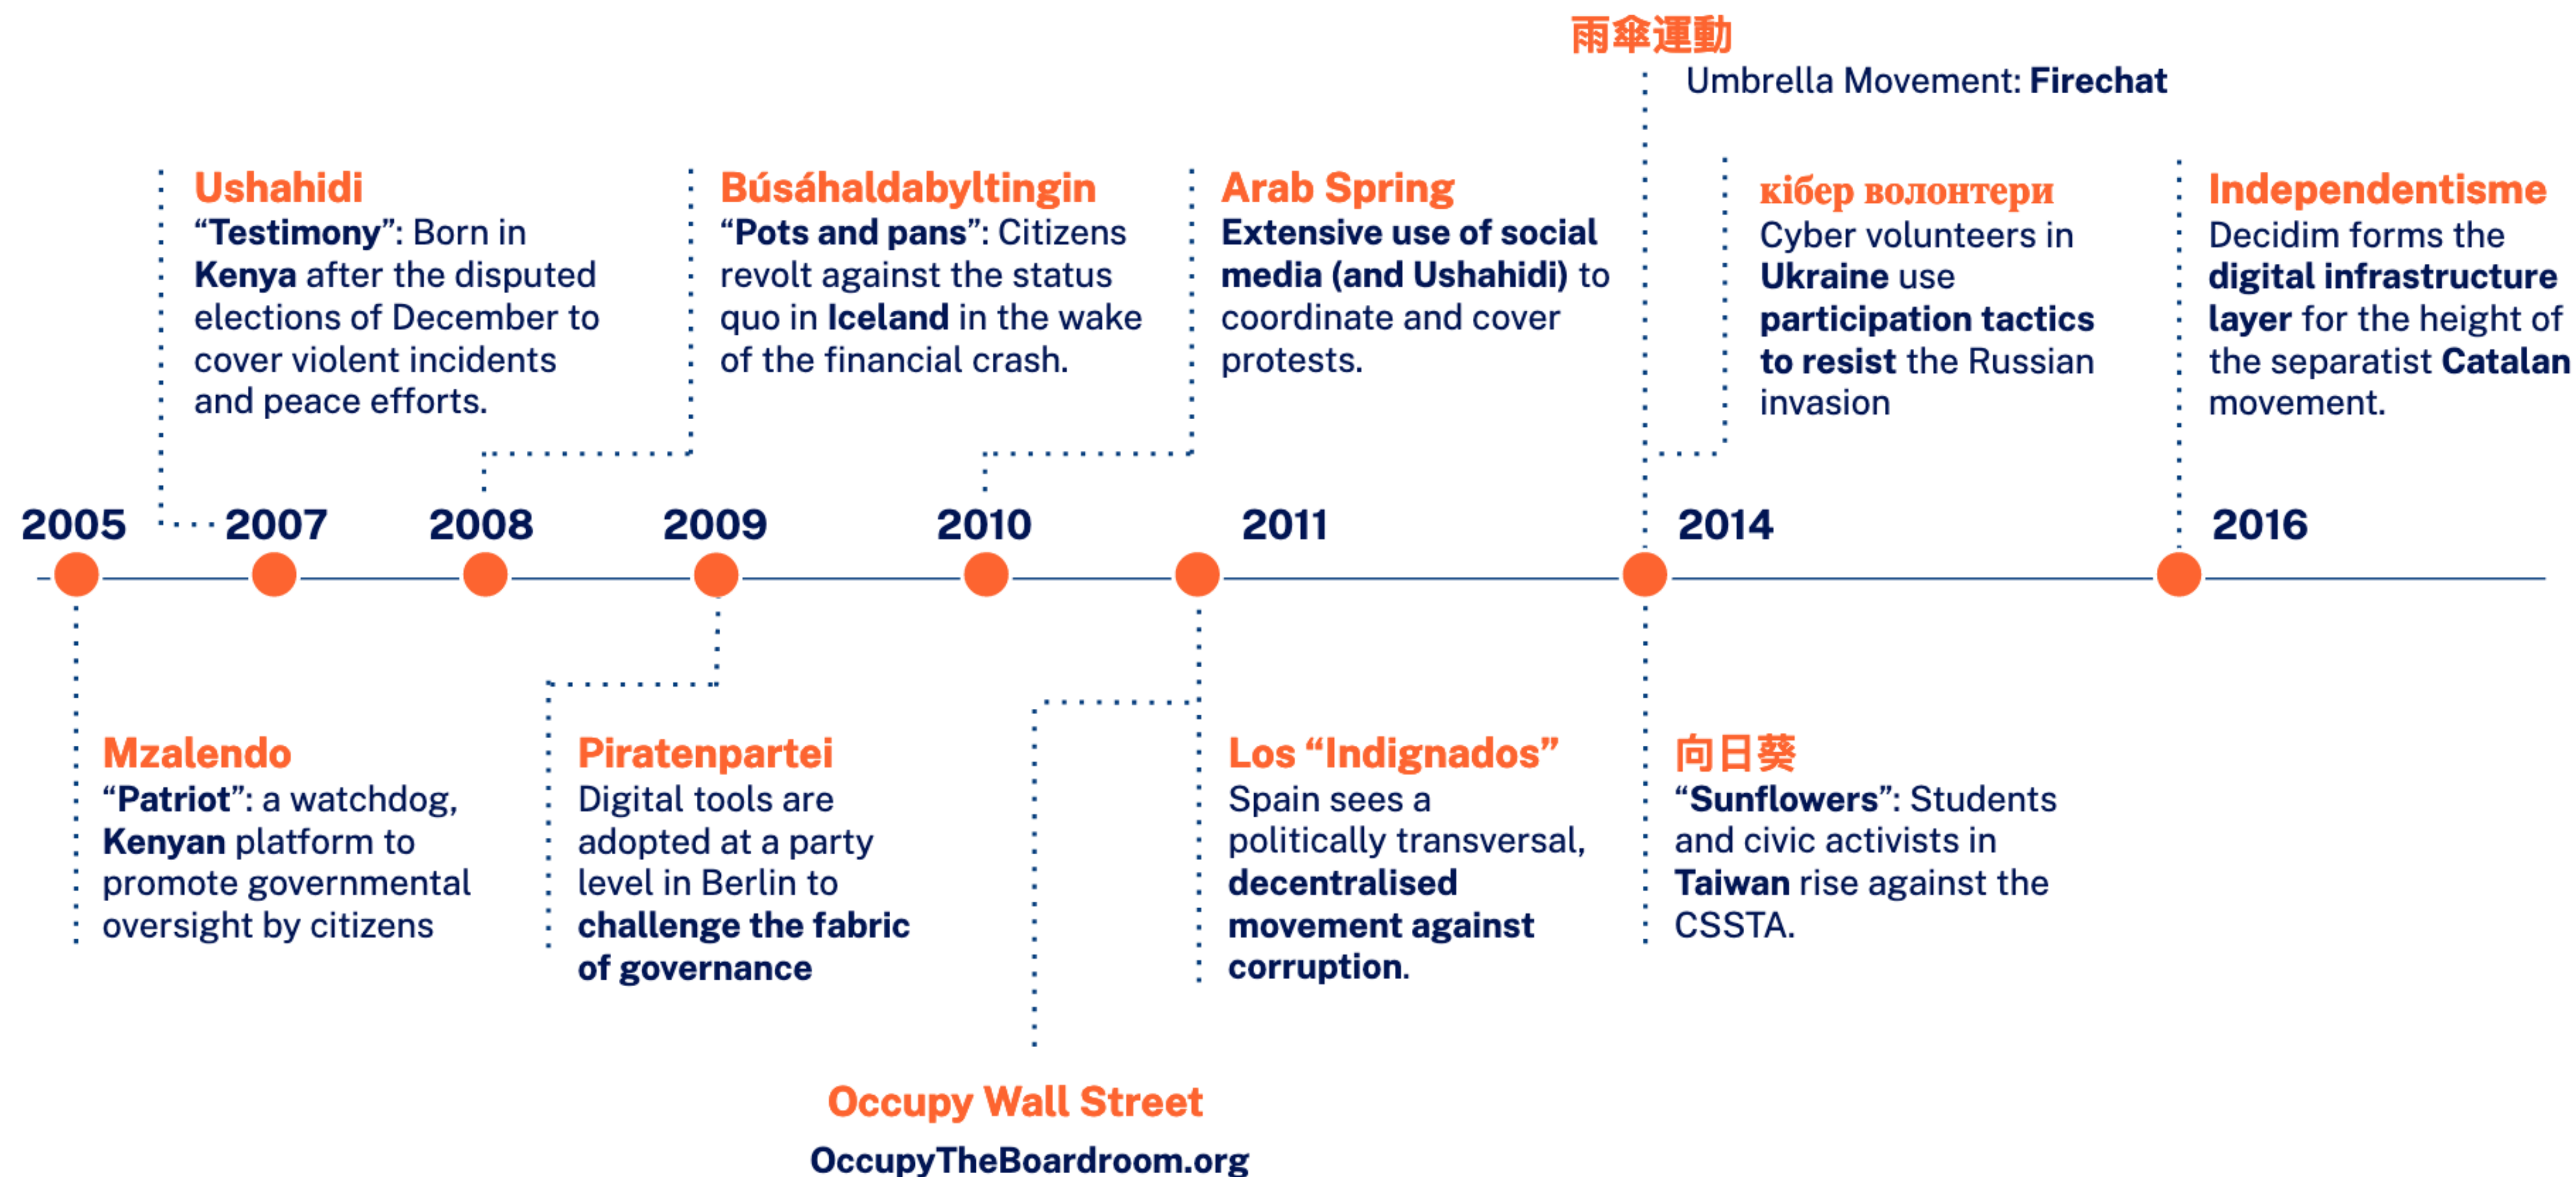 雨傘運動
Umbrella Movement: Firechat
Ushahidi
“Testimony”: Born in
Kenya after the disputed
elections of December to
cover violent incidents
and peace efforts.
Búsáhaldabyltingin
“Pots and pans”: Citizens
revolt against the status
quo in Iceland in the wake
of the financial crash.
Arab Spring
Extensive use of social
media (and Ushahidi) to
coordinate and cover
protests.
кібер волонтери
Cyber volunteers in
Ukraine use
participation tactics
to resist the Russian
invasion
Independentisme
Decidim forms the
digital infrastructure
layer for the height of
the separatist Catalan
movement.
2005
2007
2008
2009
2010
2011
2014
2016
Mzalendo
“Patriot”: a watchdog,
Kenyan platform to
promote governmental
oversight by citizens
Piratenpartei
Digital tools are
adopted at a party
level in Berlin to
challenge the fabric
of governance
Los “Indignados”
Spain sees a
politically transversal,
decentralised
movement against
corruption.
向日葵
“Sunflowers”: Students
and civic activists in
Taiwan rise against the
CSSTA.
Occupy Wall Street
OccupyTheBoardroom.org